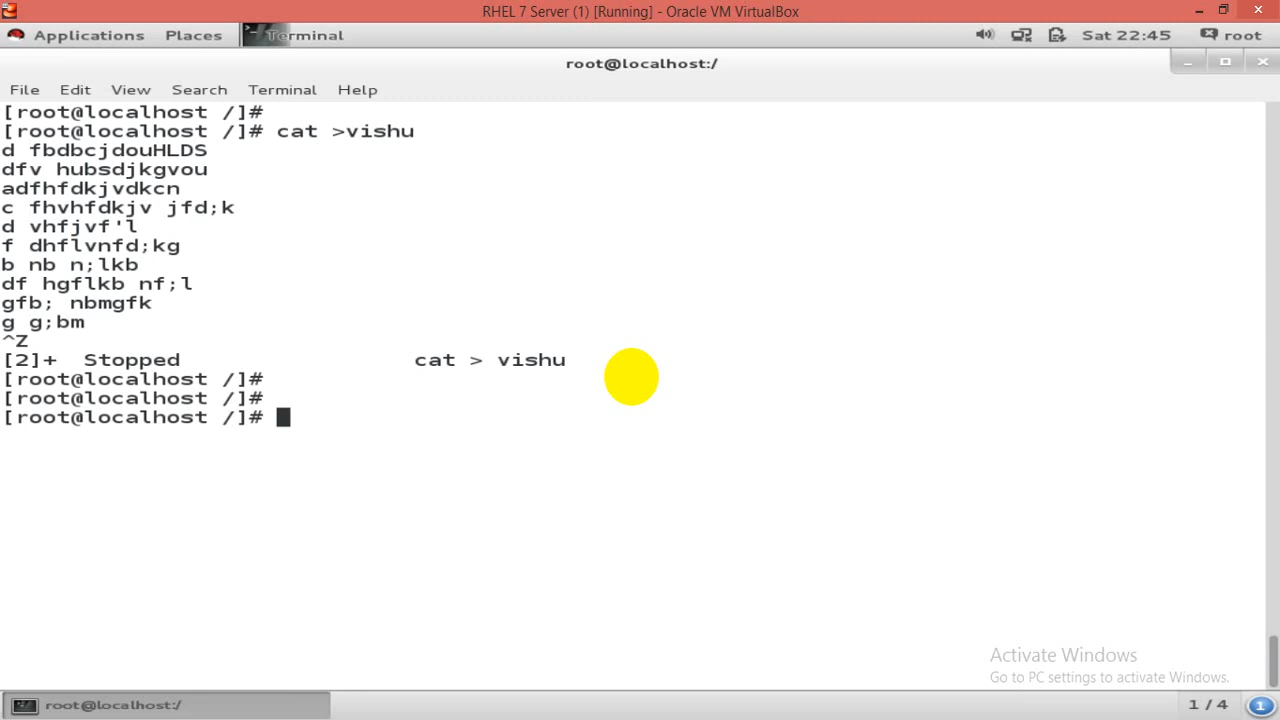 RHEL 7 Server (1) [Running] - Oracle VM VirtualBox
Applications Places Terminal Sat 22:45 root
root@localhost:/
File Edit View Search Terminal Help
[root@localhost /]#
[root@localhost /]# cat >vishu
d fbdbcjdouHLDS
dfv hubsdjkgvou
adfhfdkjvdkcn
c fhvhfdkjv jfd;k
d vhfjvf'l
f dhflvnfd;kg
b nb n;lkb
df hgflkb nf;l
gfb; nbmgfk
g g;bm
^Z
[2]+  Stopped                 cat > vishu
[root@localhost /]#
[root@localhost /]#
[root@localhost /]#
Activate Windows
Go to PC settings to activate Windows.
root@localhost:/ 1 / 4 1